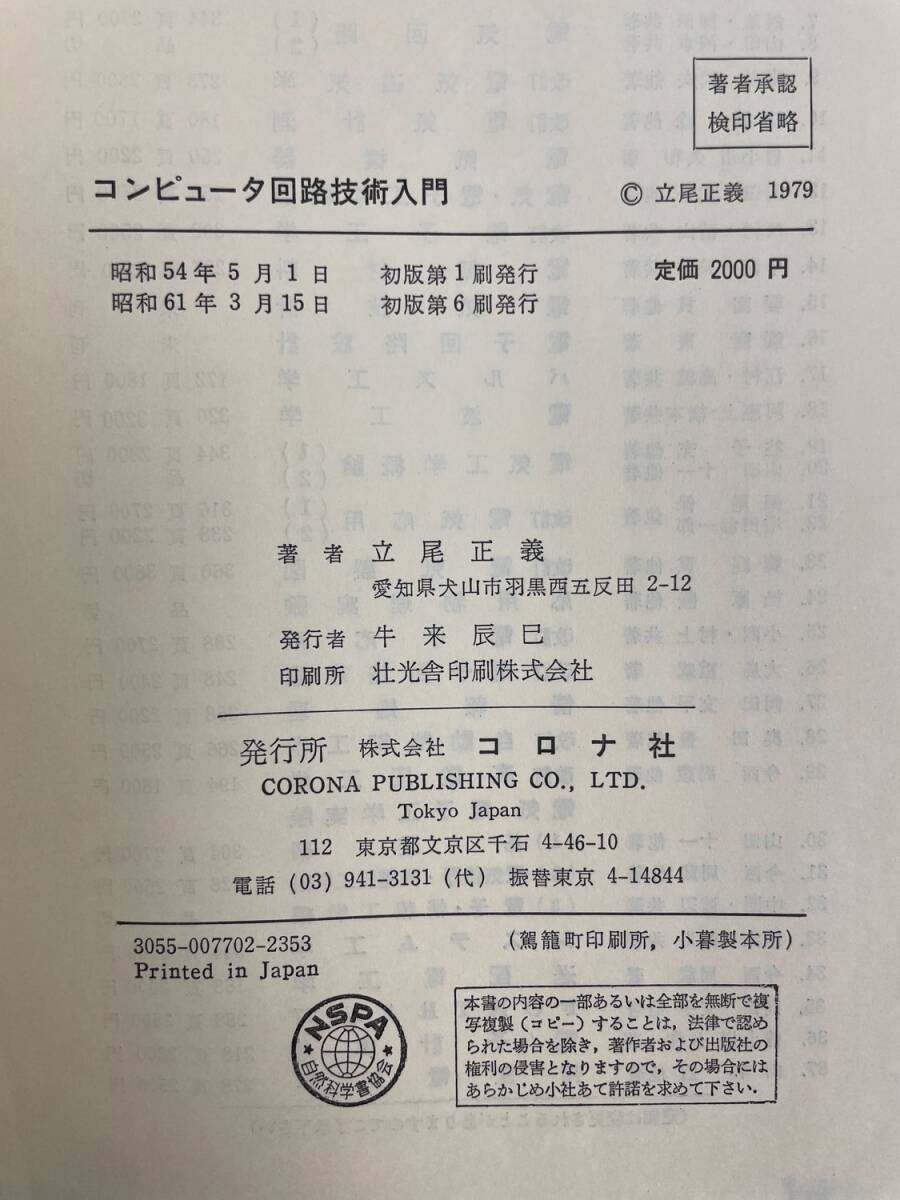 著者承認
検印省略
コンピュータ回路技術入門
© 立尾正義 1979
昭和 54 年 5 月 1 日 初版第 1 刷発行
定価 2000 円
昭和 61 年 3 月 15 日 初版第 6 刷発行
著者 立尾正義
愛知県犬山市羽黒西五反田 2-12
発行者 牛来辰巳
印刷所 壮光舎印刷株式会社
発行所 株式会社 コロナ社
CORONA PUBLISHING CO., LTD.
Tokyo Japan
112 東京都文京区千石 4-46-10
電話 (03) 941-3131 (代) 振替東京 4-14844
3055-007702-2353
(駕籠町印刷所, 小暮製本所)
Printed in Japan
NSPA
自然科学書協会
本書の内容の一部あるいは全部を無断で複
写複製(コピー)することは, 法律で認め
られた場合を除き, 著作者および出版社の
権利の侵害となりますので, その場合には
あらかじめ小社あて許諾を求めて下さい.